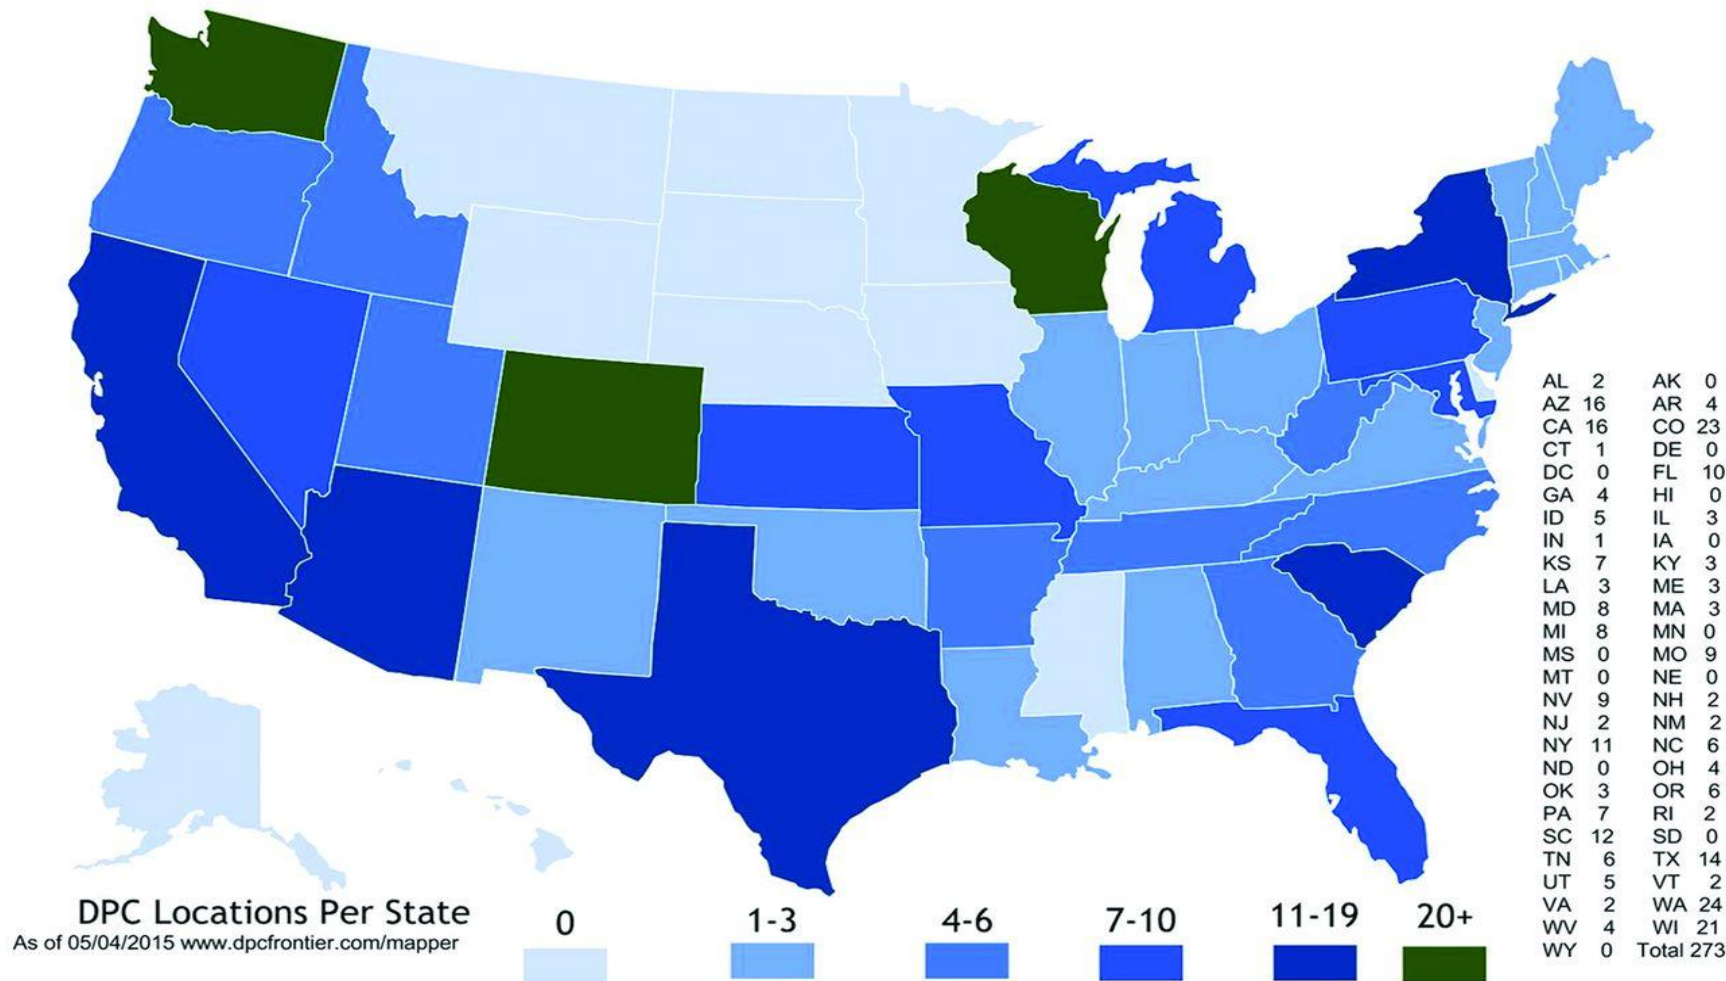 AL 2 AK 0
AZ 16 AR 4
CA 16 CO 23
CT 1 DE 0
DC 0 FL 10
GA 4 HI 0
ID 5 IL 3
IN 1 IA 0
KS 7 KY 3
LA 3 ME 3
MD 8 MA 3
MI 8 MN 0
MS 0 MO 9
MT 0 NE 0
NV 9 NH 2
NJ 2 NM 2
NY 11 NC 6
ND 0 OH 4
OK 3 OR 6
PA 7 RI 2
SC 12 SD 0
TN 6 TX 14
UT 5 VT 2
VA 2 WA 24
WV 4 WI 21
WY 0 Total 273
DPC Locations Per State
As of 05/04/2015 www.dpcfrontier.com/mapper
0 1-3 4-6 7-10 11-19 20+